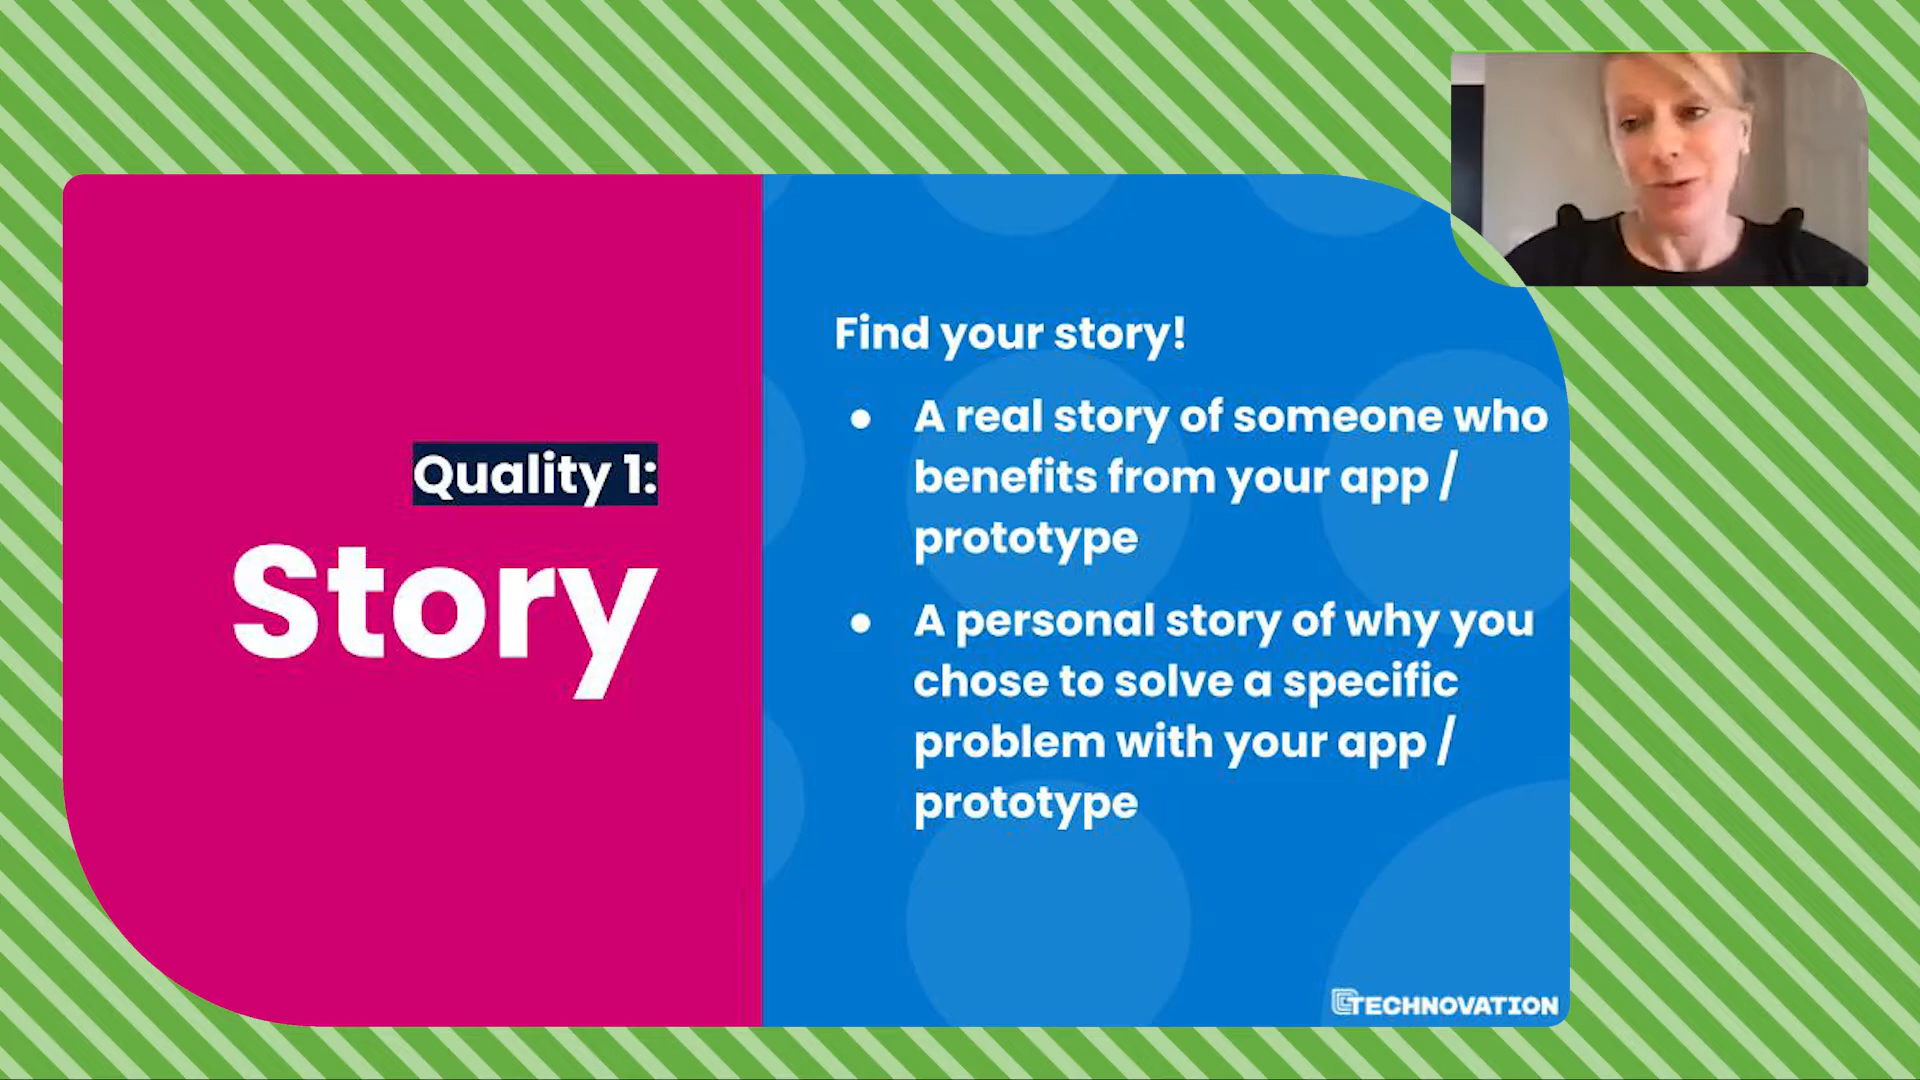 Quality 1:
Story
Find your story!
● A real story of someone who
benefits from your app /
prototype
● A personal story of why you
chose to solve a specific
problem with your app /
prototype
TECHNOVATION